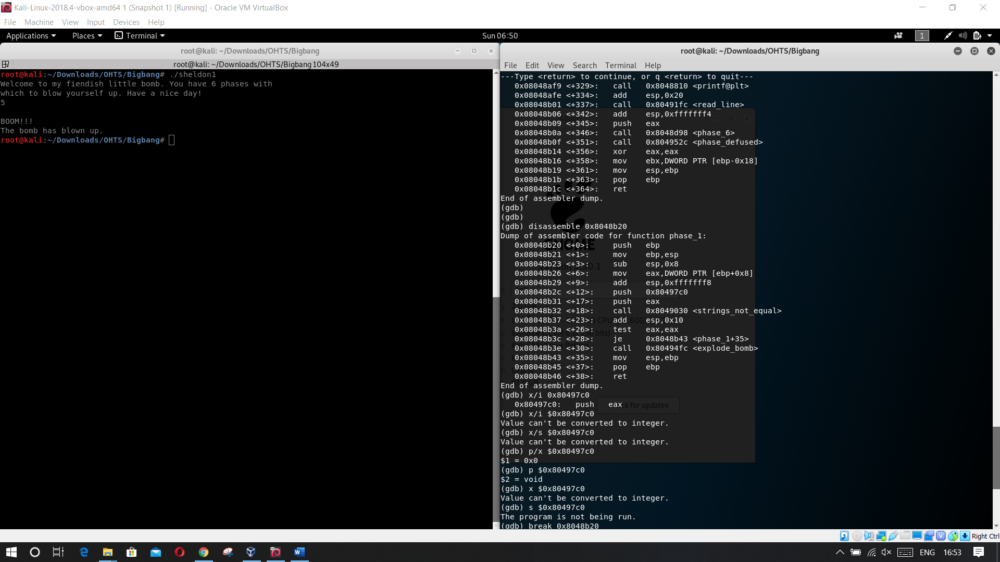 Kali-Linux-2018.4-vbox-amd64 1 (Snapshot 1) [Running] - Oracle VM VirtualBox
File Machine View Input Devices Help
Applications Places Terminal Sun 06:50 1
root@kali: ~/Downloads/OHTS/Bigbang
root@kali: ~/Downloads/OHTS/Bigbang 104x49
root@kali:~/Downloads/OHTS/Bigbang# ./sheldon1
Welcome to my fiendish little bomb. You have 6 phases with
which to blow yourself up. Have a nice day!
5
BOOM!!!
The bomb has blown up.
root@kali:~/Downloads/OHTS/Bigbang#
root@kali: ~/Downloads/OHTS/Bigbang
File Edit View Search Terminal Help
---Type <return> to continue, or q <return> to quit---
0x08048af9 <+329>: call 0x8048810 <printf@plt>
0x08048afe <+334>: add esp,0x20
0x08048b01 <+337>: call 0x80491fc <read_line>
0x08048b06 <+342>: add esp,0xfffffff4
0x08048b09 <+345>: push eax
0x08048b0a <+346>: call 0x8048d98 <phase_6>
0x08048b0f <+351>: call 0x804952c <phase_defused>
0x08048b14 <+356>: xor eax,eax
0x08048b16 <+358>: mov ebx,DWORD PTR [ebp-0x18]
0x08048b19 <+361>: mov esp,ebp
0x08048b1b <+363>: pop ebp
0x08048b1c <+364>: ret
End of assembler dump.
(gdb)
(gdb)
(gdb) disassemble 0x8048b20
Dump of assembler code for function phase_1:
0x08048b20 <+0>: push ebp
0x08048b21 <+1>: mov ebp,esp
0x08048b23 <+3>: sub esp,0x8
0x08048b26 <+6>: mov eax,DWORD PTR [ebp+0x8]
0x08048b29 <+9>: add esp,0xfffffff8
0x08048b2c <+12>: push 0x80497c0
0x08048b31 <+17>: push eax
0x08048b32 <+18>: call 0x8049030 <strings_not_equal>
0x08048b37 <+23>: add esp,0x10
0x08048b3a <+26>: test eax,eax
0x08048b3c <+28>: je 0x8048b43 <phase_1+35>
0x08048b3e <+30>: call 0x80494fc <explode_bomb>
0x08048b43 <+35>: mov esp,ebp
0x08048b45 <+37>: pop ebp
0x08048b46 <+38>: ret
End of assembler dump.
(gdb) x/i 0x80497c0
0x80497c0: push eax
(gdb) x/i $0x80497c0
Value can't be converted to integer.
(gdb) x/s $0x80497c0
Value can't be converted to integer.
(gdb) p/x $0x80497c0
$1 = 0x0
(gdb) p $0x80497c0
$2 = void
(gdb) x $0x80497c0
Value can't be converted to integer.
(gdb) s $0x80497c0
The program is not being run.
(gdb) break 0x8048b20
GNOME
for updates
Right Ctrl
ENG 16:53